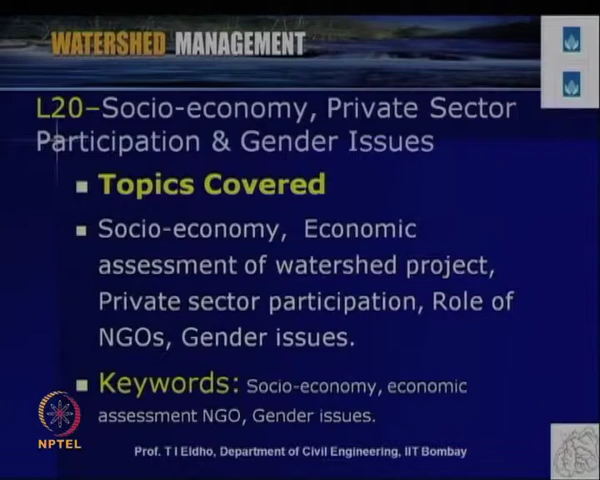 WATERSHED MANAGEMENT
L20–Socio-economy, Private Sector
Participation & Gender Issues
Topics Covered
Socio-economy, Economic
assessment of watershed project,
Private sector participation, Role of
NGOs, Gender issues.
Keywords: Socio-economy, economic
assessment NGO, Gender issues.
NPTEL
Prof. T I Eldho, Department of Civil Engineering, IIT Bombay